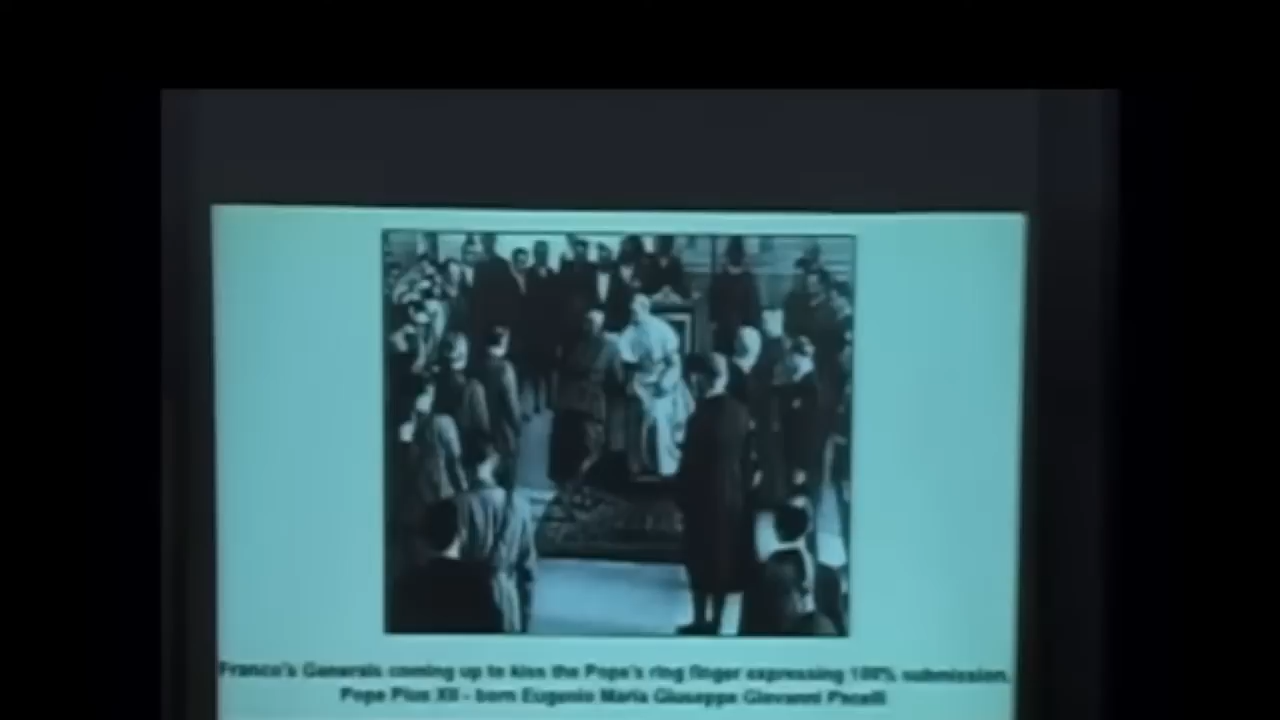 Franco's Generals coming up to kiss the Pope's ring finger expressing 100% submission.
Pope Pius XII - born Eugenio Maria Giuseppe Giovanni Pacelli